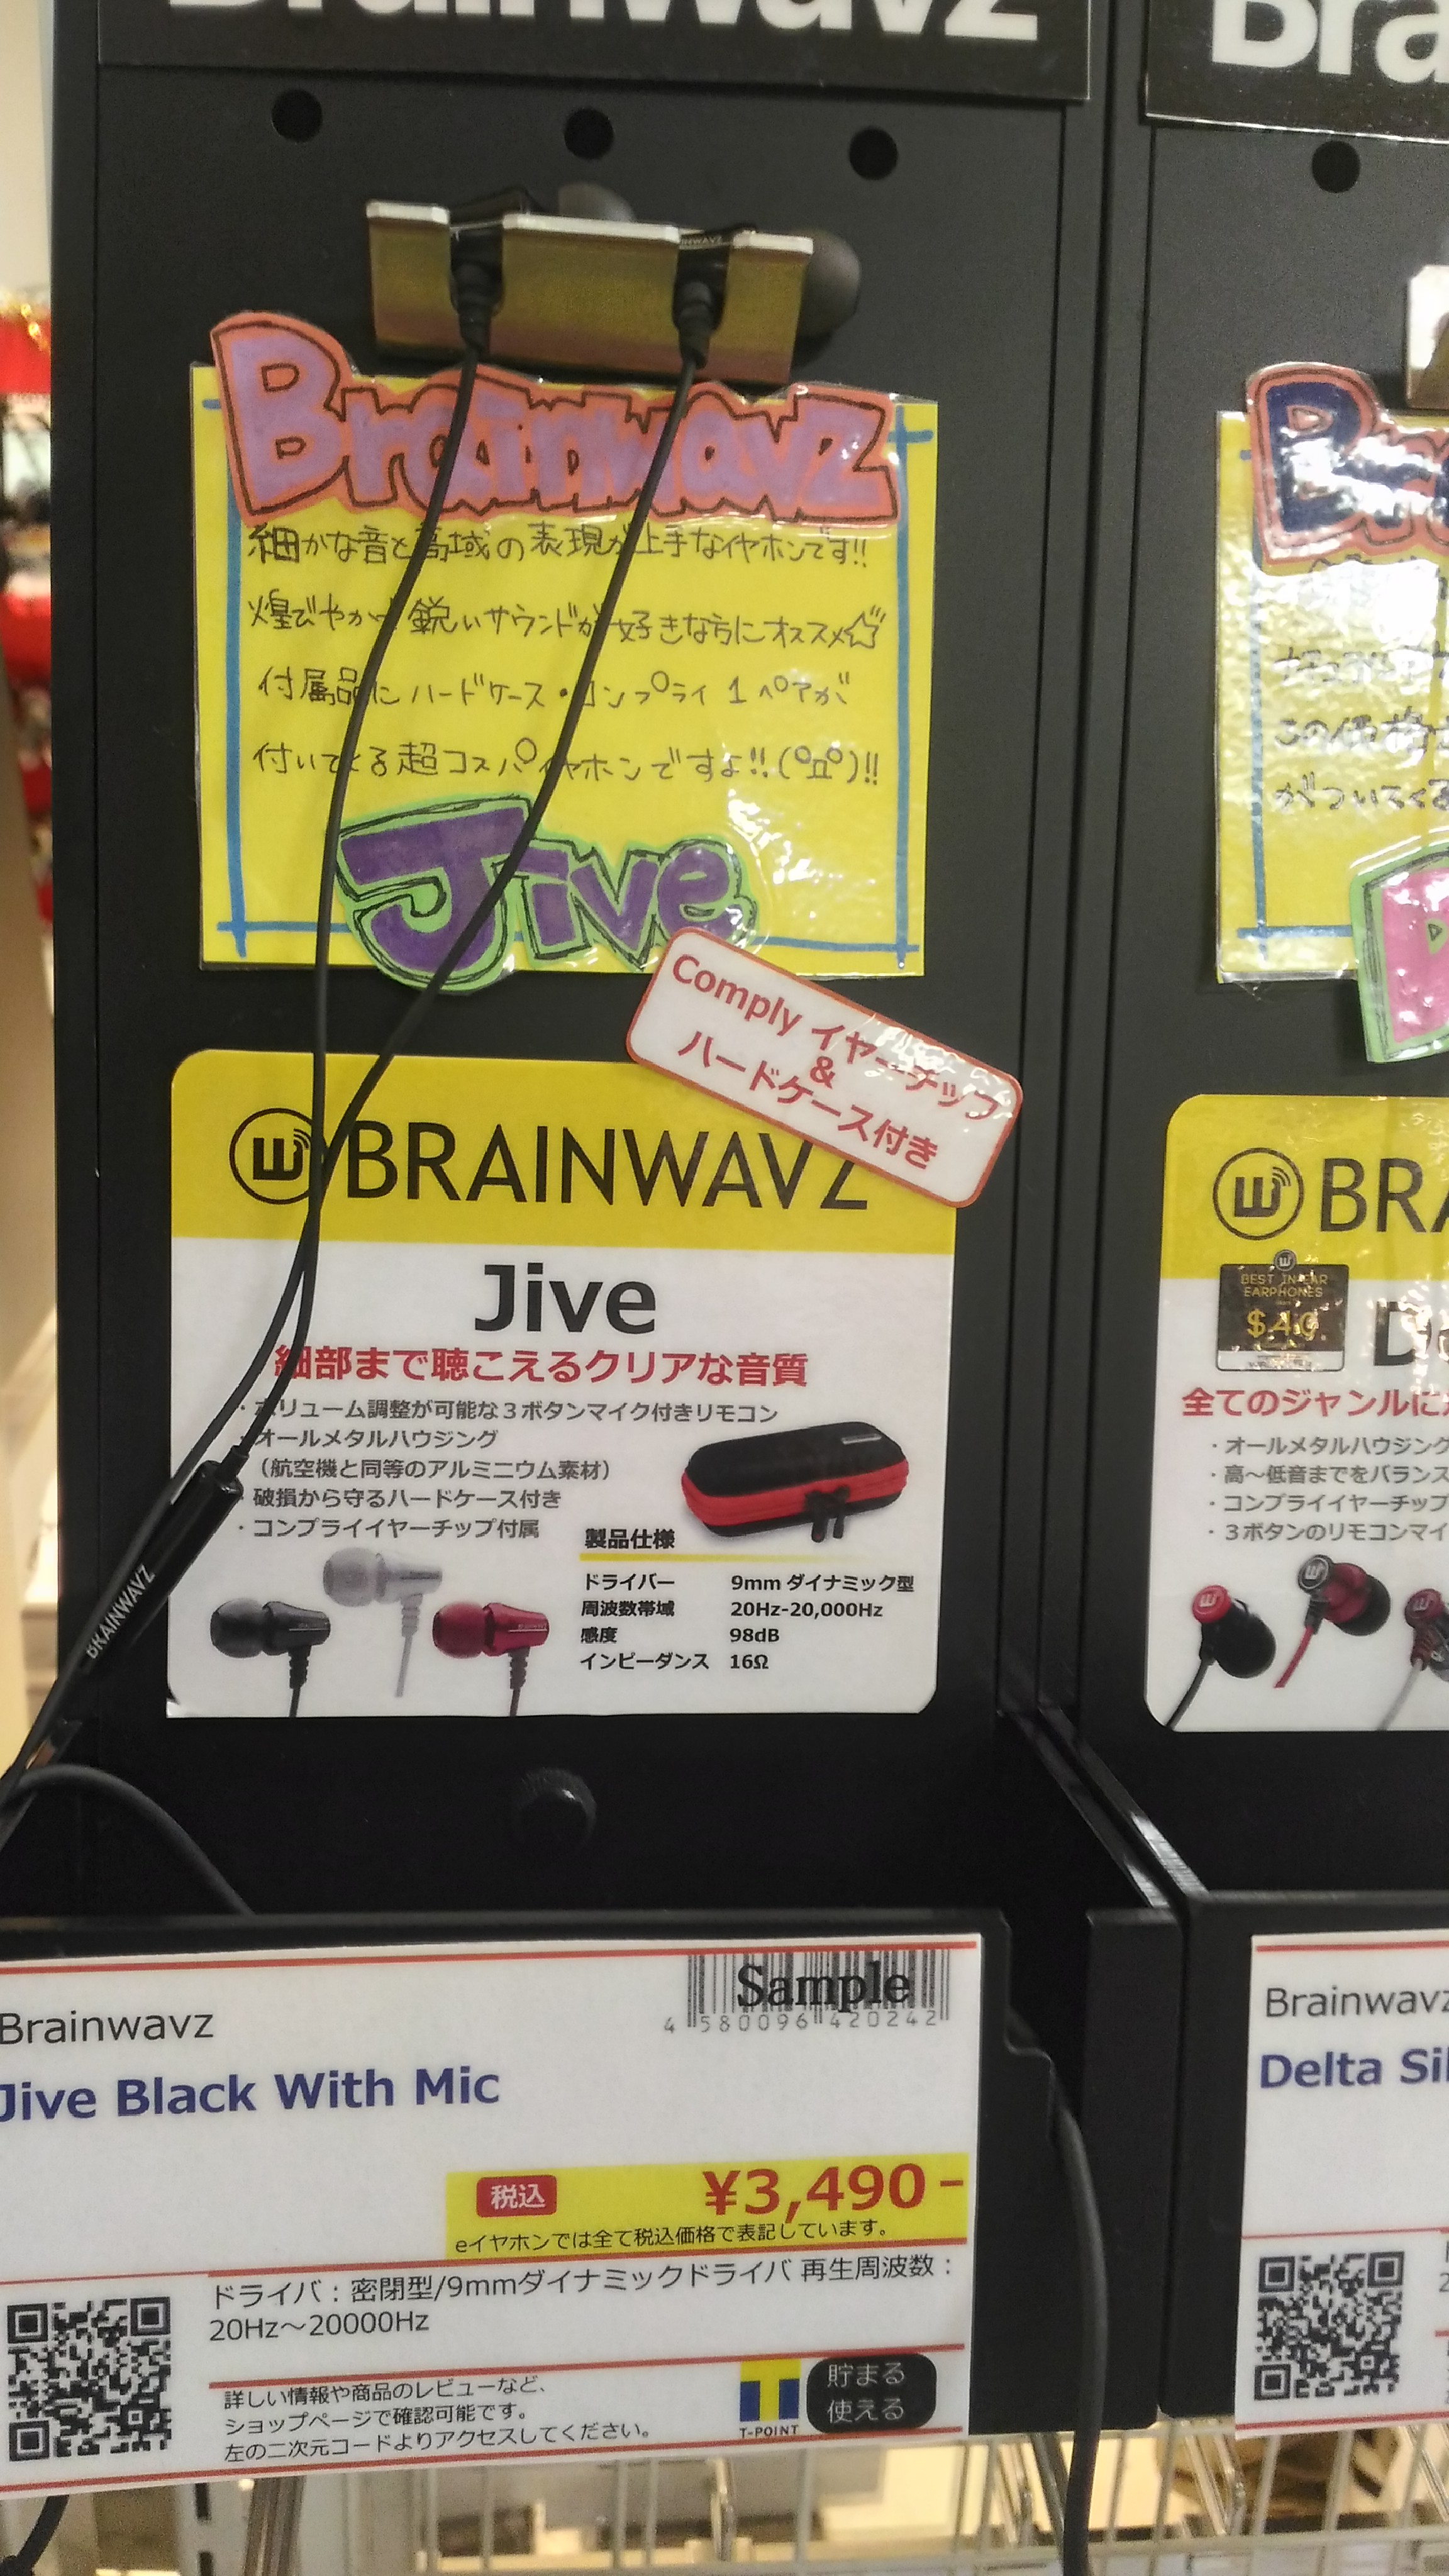 Brainwavz
Bra
Brainwavz
細かな音と高域の表現が上手なイヤホンです!!
煌びやかで鋭いサウンドが好きな方にオススメ☆
付属品にハードケース・コンプライ1ペアが
付いてくる超コスパイヤホンですよ!!(°д°)!!
Jive
Comply イヤーチップ
&
ハードケース付き
BRAINWAVZ
Jive
細部まで聴こえるクリアな音質
・ボリューム調整が可能な3ボタンマイク付きリモコン
・オールメタルハウジング
（航空機と同等のアルミニウム素材）
・破損から守るハードケース付き
・コンプライイヤーチップ付属
製品仕様
ドライバー 9mm ダイナミック型
周波数帯域 20Hz-20,000Hz
感度 98dB
インピーダンス 16Ω
BRAINWAVZ
Sample
4 580096 420242
Brainwavz
Jive Black With Mic
税込 ¥3,490-
eイヤホンでは全て税込価格で表記しています。
ドライバ：密閉型/9mmダイナミックドライバ 再生周波数：
20Hz～20000Hz
詳しい情報や商品のレビューなど、
ショップページで確認可能です。
左の二次元コードよりアクセスしてください。
T-POINT
貯まる
使える
この価格
がついてくる
BRA
BEST IN-EAR
EARPHONES
$40.
全てのジャンルに
・オールメタルハウジング
・高～低音までをバランス
・コンプライイヤーチップ
・3ボタンのリモコンマイ
Brainwavz
Delta Sil